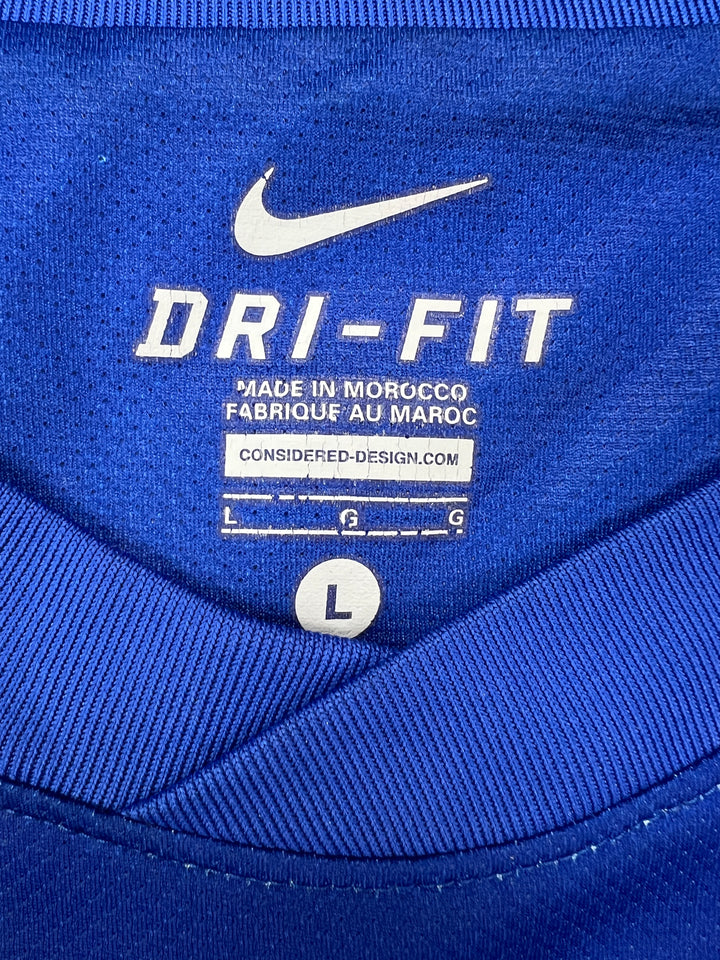 DRI-FIT
MADE IN MOROCCO
FABRIQUE AU MAROC
CONSIDERED-DESIGN.COM
L G G
L